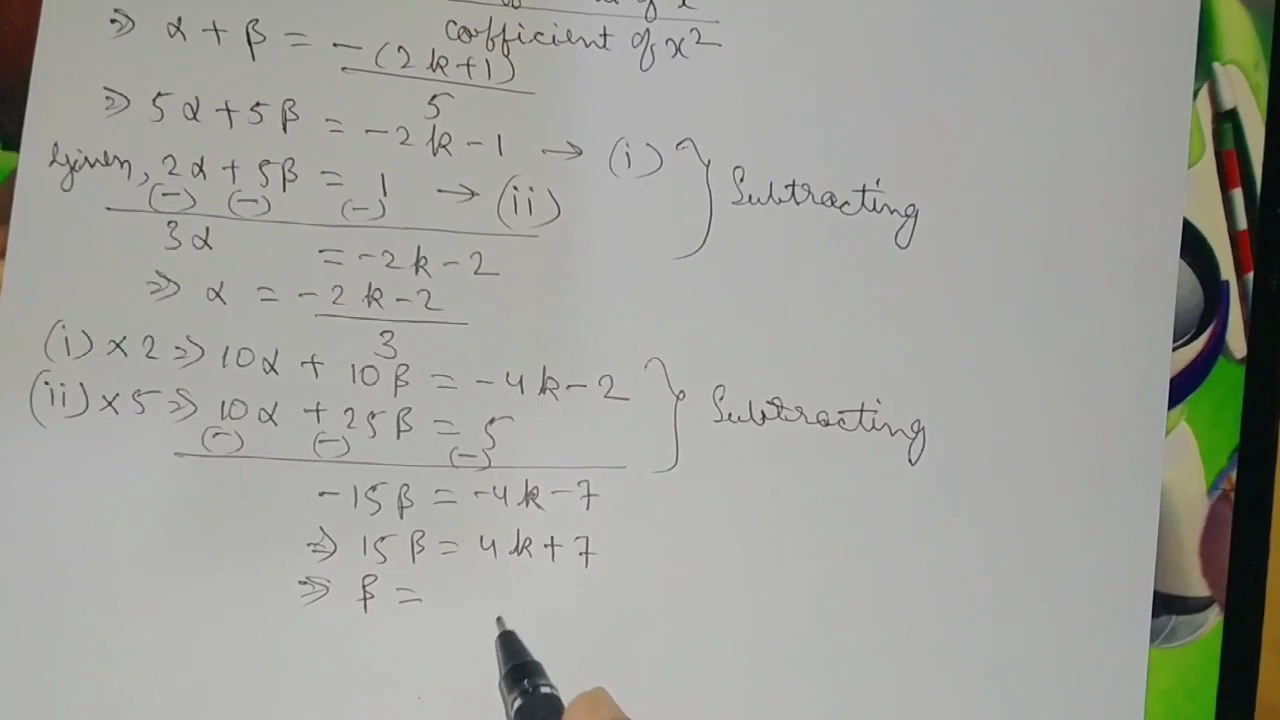 of x
⇒ α + β = -(2k+1)
cofficient of x²
5
⇒ 5α + 5β = -2k - 1 → (i)
Given, 2α + 5β = 1 → (ii)
Subtracting
(-) (-) (-)
3α = -2k - 2
⇒ α = -2k - 2
3
(i) × 2 ⇒ 10α + 10β = -4k - 2
(ii) × 5 ⇒ 10α + 25β = 5
Subtracting
(-) (-) (-)
-15β = -4k - 7
⇒ 15β = 4k + 7
⇒ β =